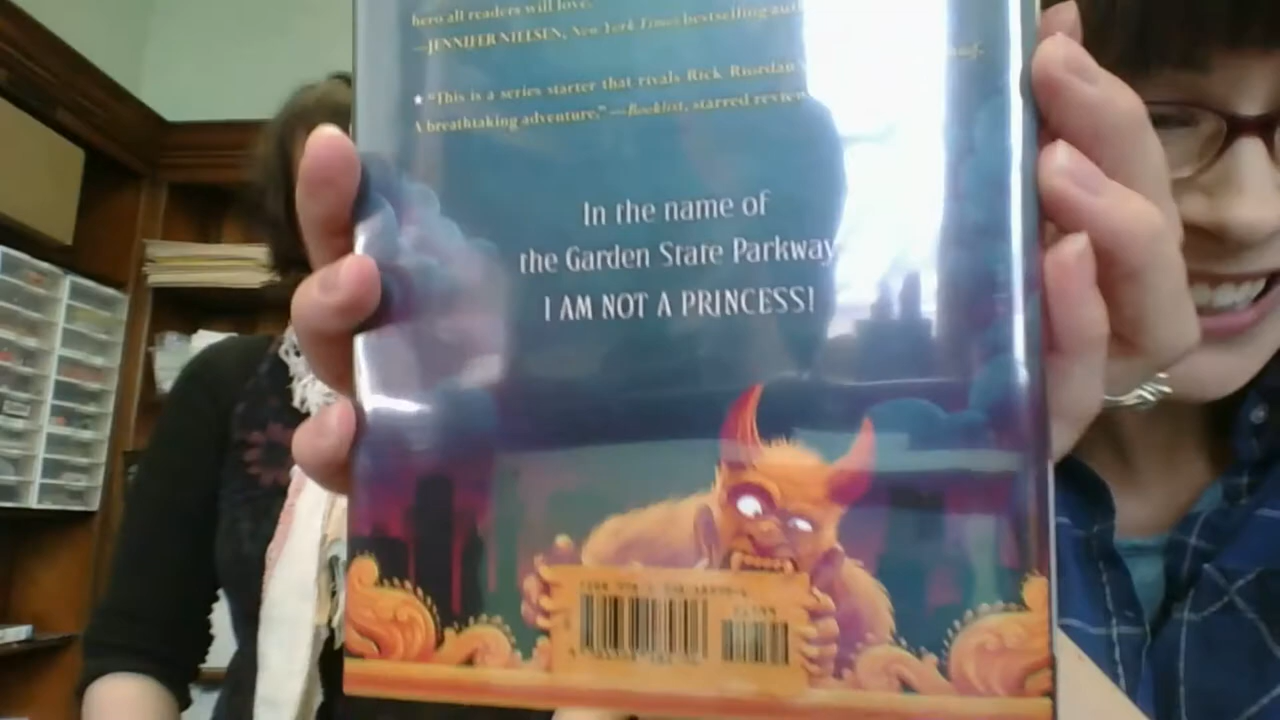 hero all readers will love.
—JENNIFER NIELSEN, New York Times bestselling
★ "This is a series starter that rivals Rick Riordan
A breathtaking adventure." —Booklist, starred review
In the name of
the Garden State Parkway
I AM NOT A PRINCESS!